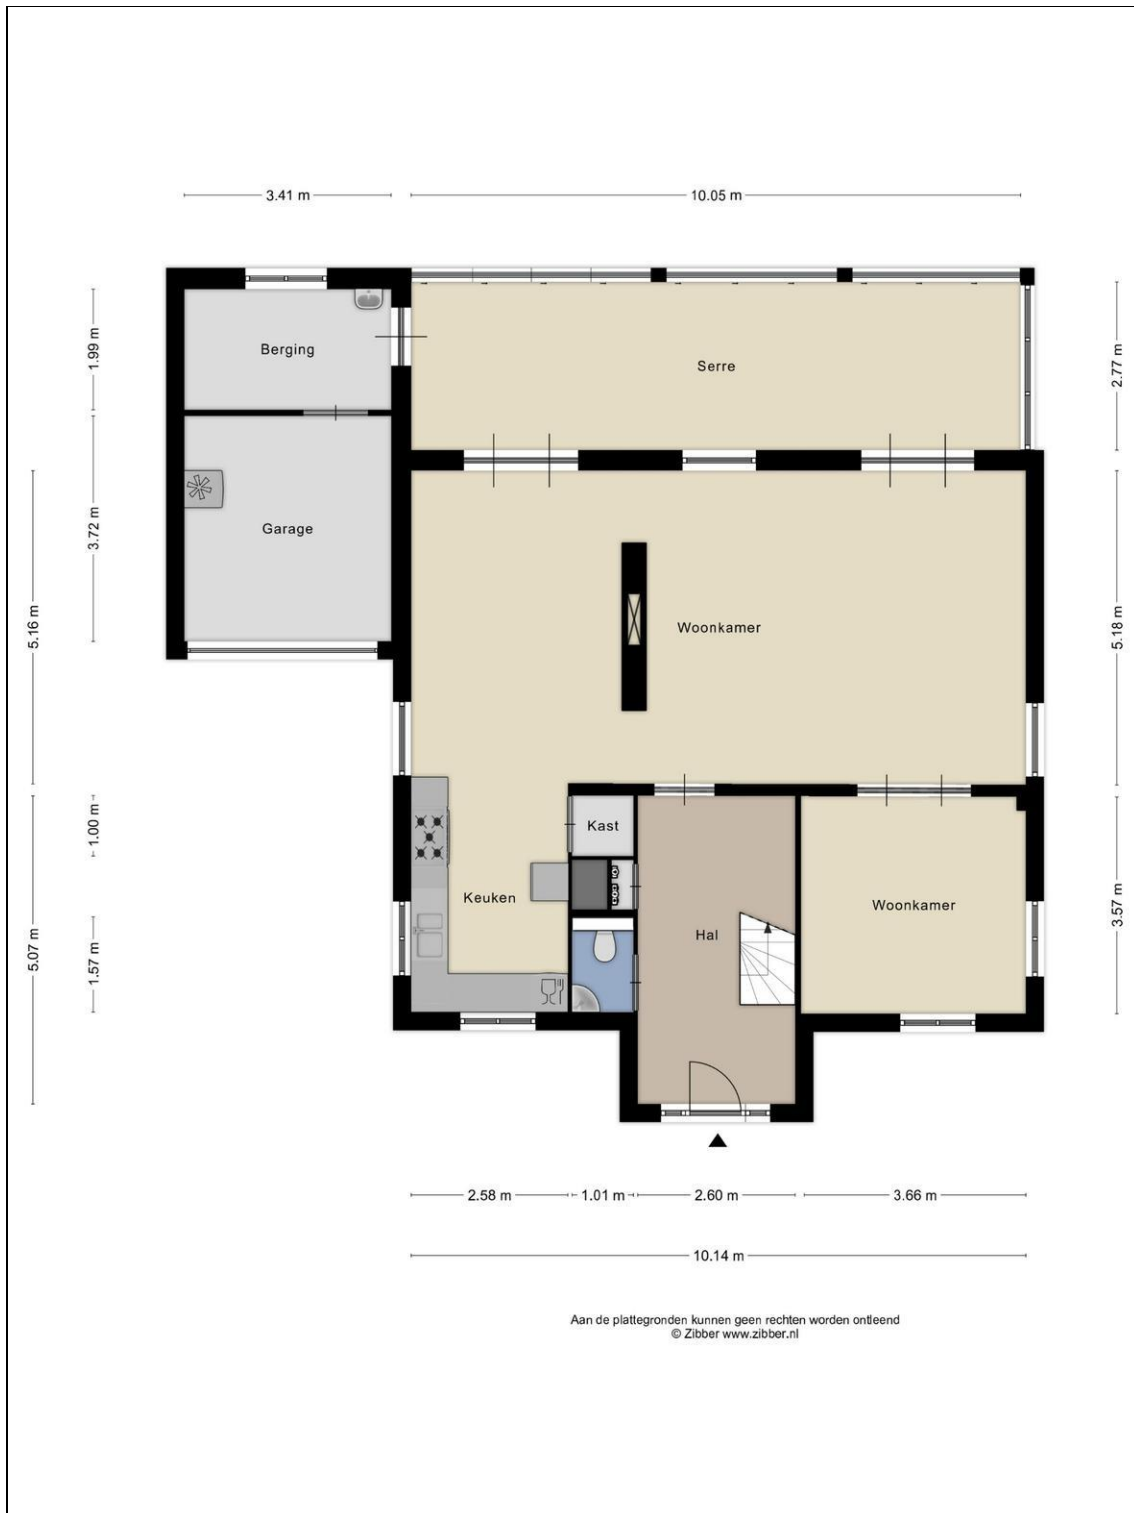 3.41 m
10.05 m
1.99 m
Berging
Serre
2.77 m
3.72 m
Garage
5.16 m
Woonkamer
5.18 m
1.00 m
Kast
Keuken
Woonkamer
3.57 m
Hal
5.07 m
1.57 m
2.58 m
1.01 m
2.60 m
3.66 m
10.14 m
Aan de plattegronden kunnen geen rechten worden ontleend
© Zibber www.zibber.nl